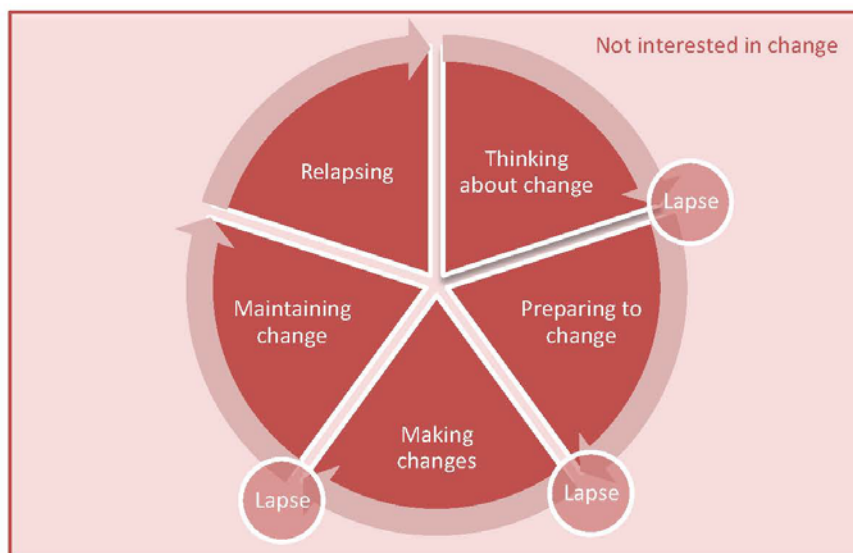 Not interested in change
Thinking
about change
Lapse
Preparing to
change
Lapse
Making
changes
Lapse
Maintaining
change
Relapsing